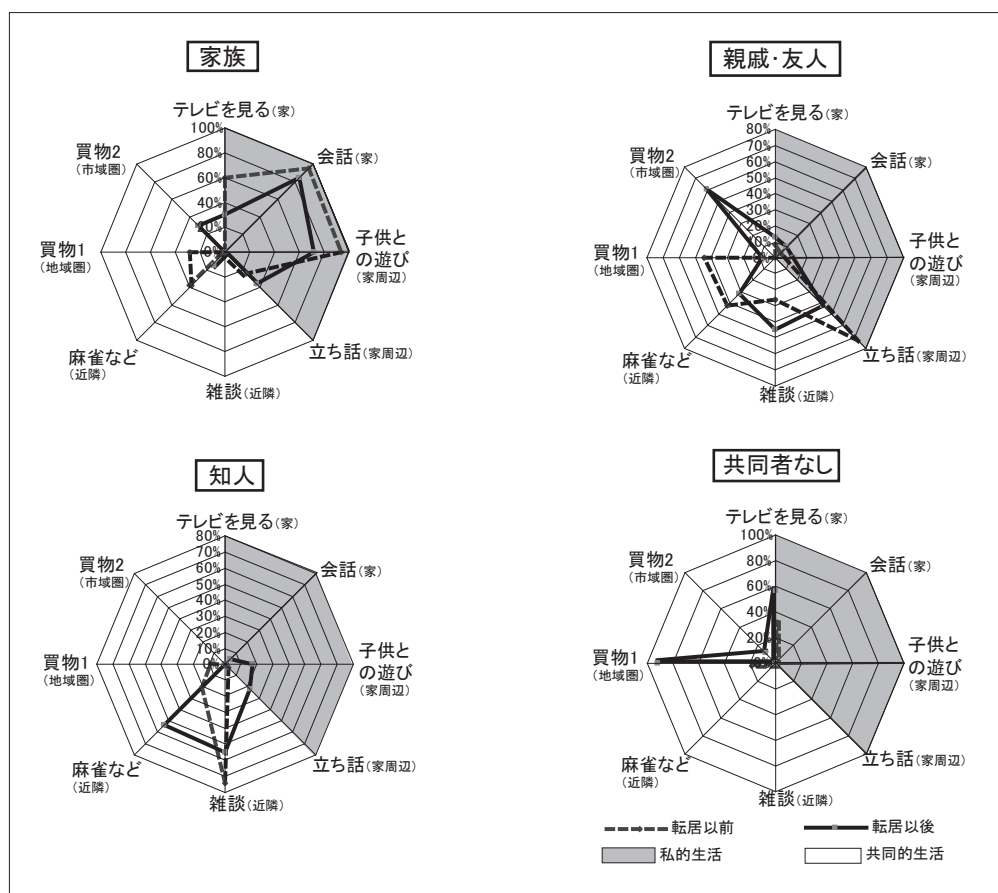 家族
テレビを見る(家)
100%
80%
60%
40%
20%
0%
会話(家)
子供と
の遊び
(家周辺)
立ち話(家周辺)
雑談(近隣)
麻雀など
(近隣)
買物1
(地域圏)
買物2
(市域圏)
親戚・友人
テレビを見る(家)
80%
70%
60%
50%
40%
30%
20%
10%
0%
会話(家)
子供と
の遊び
(家周辺)
立ち話(家周辺)
雑談(近隣)
麻雀など
(近隣)
買物1
(地域圏)
買物2
(市域圏)
知人
テレビを見る(家)
80%
70%
60%
50%
40%
30%
20%
10%
0%
会話(家)
子供と
の遊び
(家周辺)
立ち話(家周辺)
雑談(近隣)
麻雀など
(近隣)
買物1
(地域圏)
買物2
(市域圏)
共同者なし
テレビを見る(家)
100%
80%
60%
40%
20%
0%
会話(家)
子供と
の遊び
(家周辺)
立ち話(家周辺)
雑談(近隣)
麻雀など
(近隣)
買物1
(地域圏)
買物2
(市域圏)
転居以前
転居以後
私的生活
共同的生活